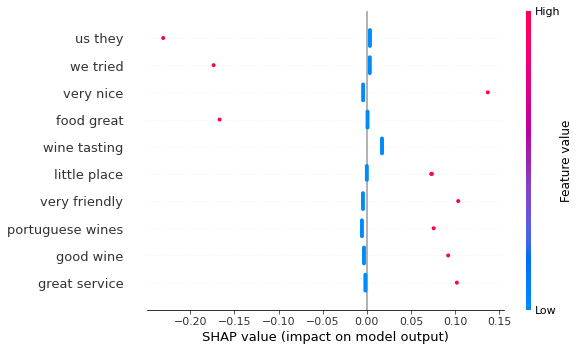 High
us they
we tried
very nice
food great
wine tasting
little place
very friendly
portuguese wines
good wine
great service
Feature value
Low
−0.20 −0.15 −0.10 −0.05 0.00 0.05 0.10 0.15
SHAP value (impact on model output)